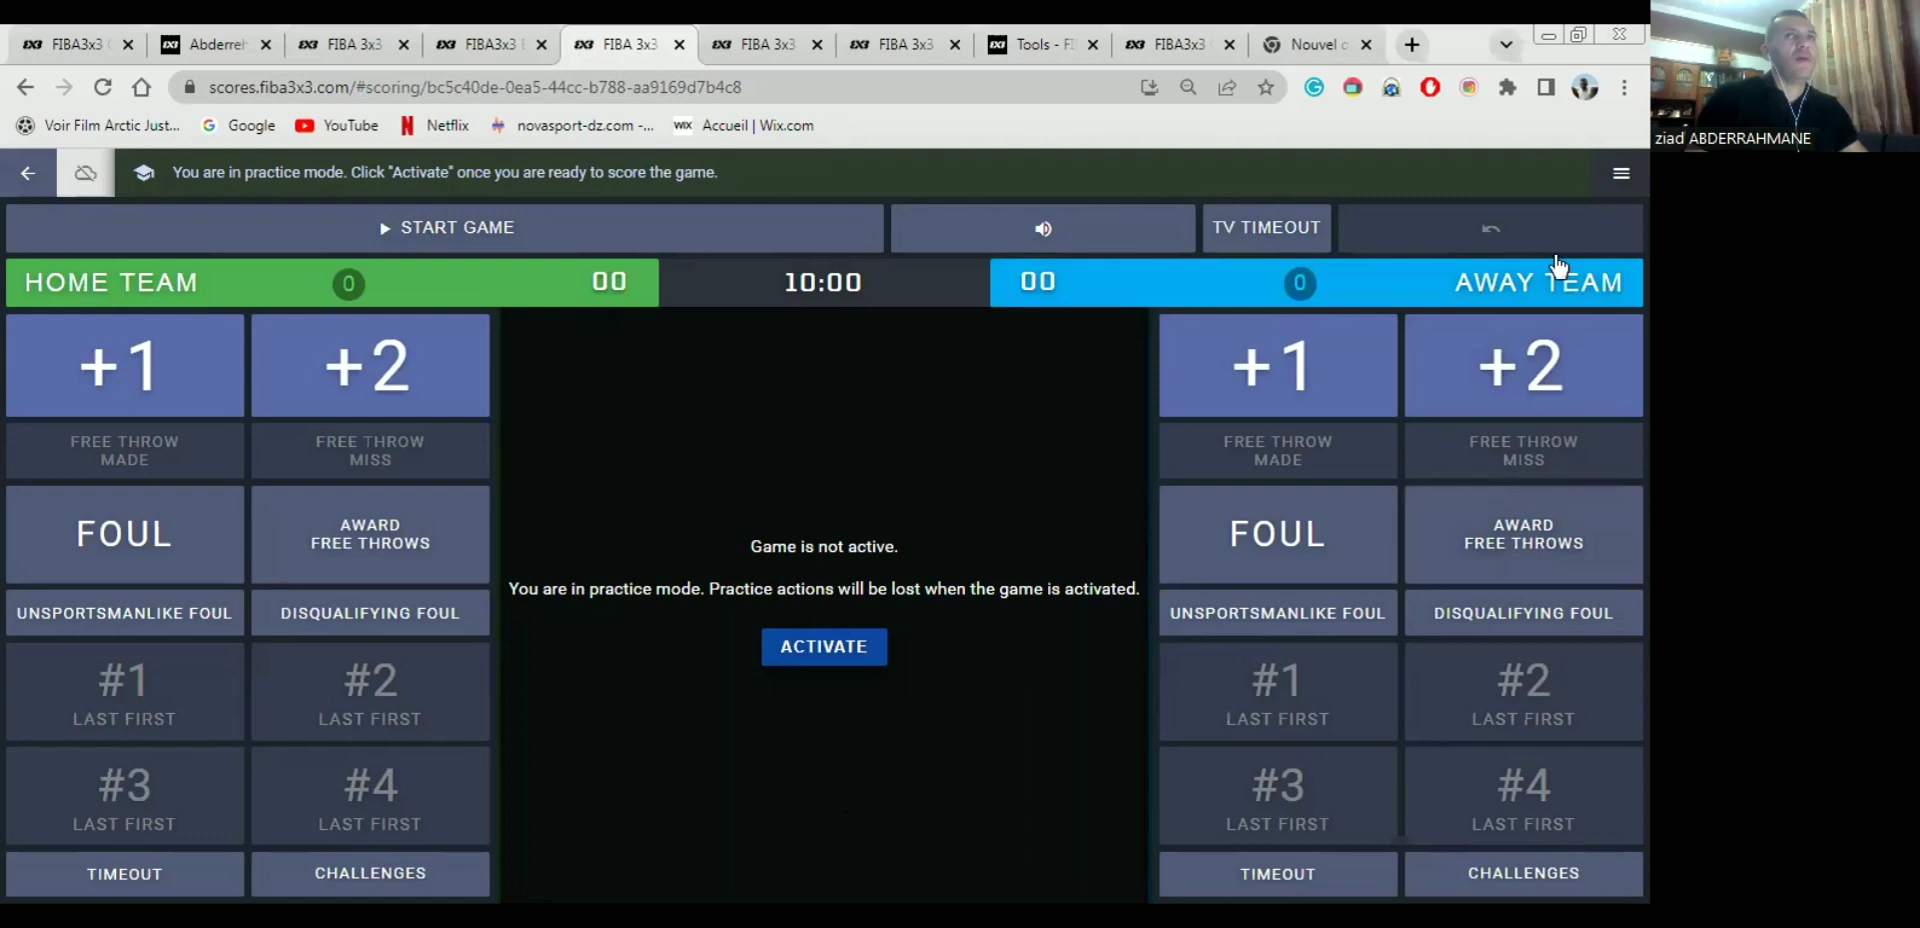 FIBA3x3
Abderreh
FIBA 3x3
FIBA3x3
FIBA 3x3
FIBA 3x3
FIBA 3x3
Tools - FI
FIBA3x3
Nouvel o
scores.fiba3x3.com/#scoring/bc5c40de-0ea5-44cc-b788-aa9169d7b4c8
Voir Film Arctic Just...
Google
YouTube
Netflix
novasport-dz.com -...
WIX Accueil | Wix.com
ziad ABDERRAHMANE
You are in practice mode. Click "Activate" once you are ready to score the game.
START GAME
TV TIMEOUT
HOME TEAM 0 00
10:00
00 0 AWAY TEAM
+1 +2
+1 +2
FREE THROW MADE
FREE THROW MISS
FREE THROW MADE
FREE THROW MISS
FOUL
AWARD FREE THROWS
FOUL
AWARD FREE THROWS
Game is not active.
You are in practice mode. Practice actions will be lost when the game is activated.
ACTIVATE
UNSPORTSMANLIKE FOUL
DISQUALIFYING FOUL
UNSPORTSMANLIKE FOUL
DISQUALIFYING FOUL
#1 LAST FIRST
#2 LAST FIRST
#1 LAST FIRST
#2 LAST FIRST
#3 LAST FIRST
#4 LAST FIRST
#3 LAST FIRST
#4 LAST FIRST
TIMEOUT
CHALLENGES
TIMEOUT
CHALLENGES